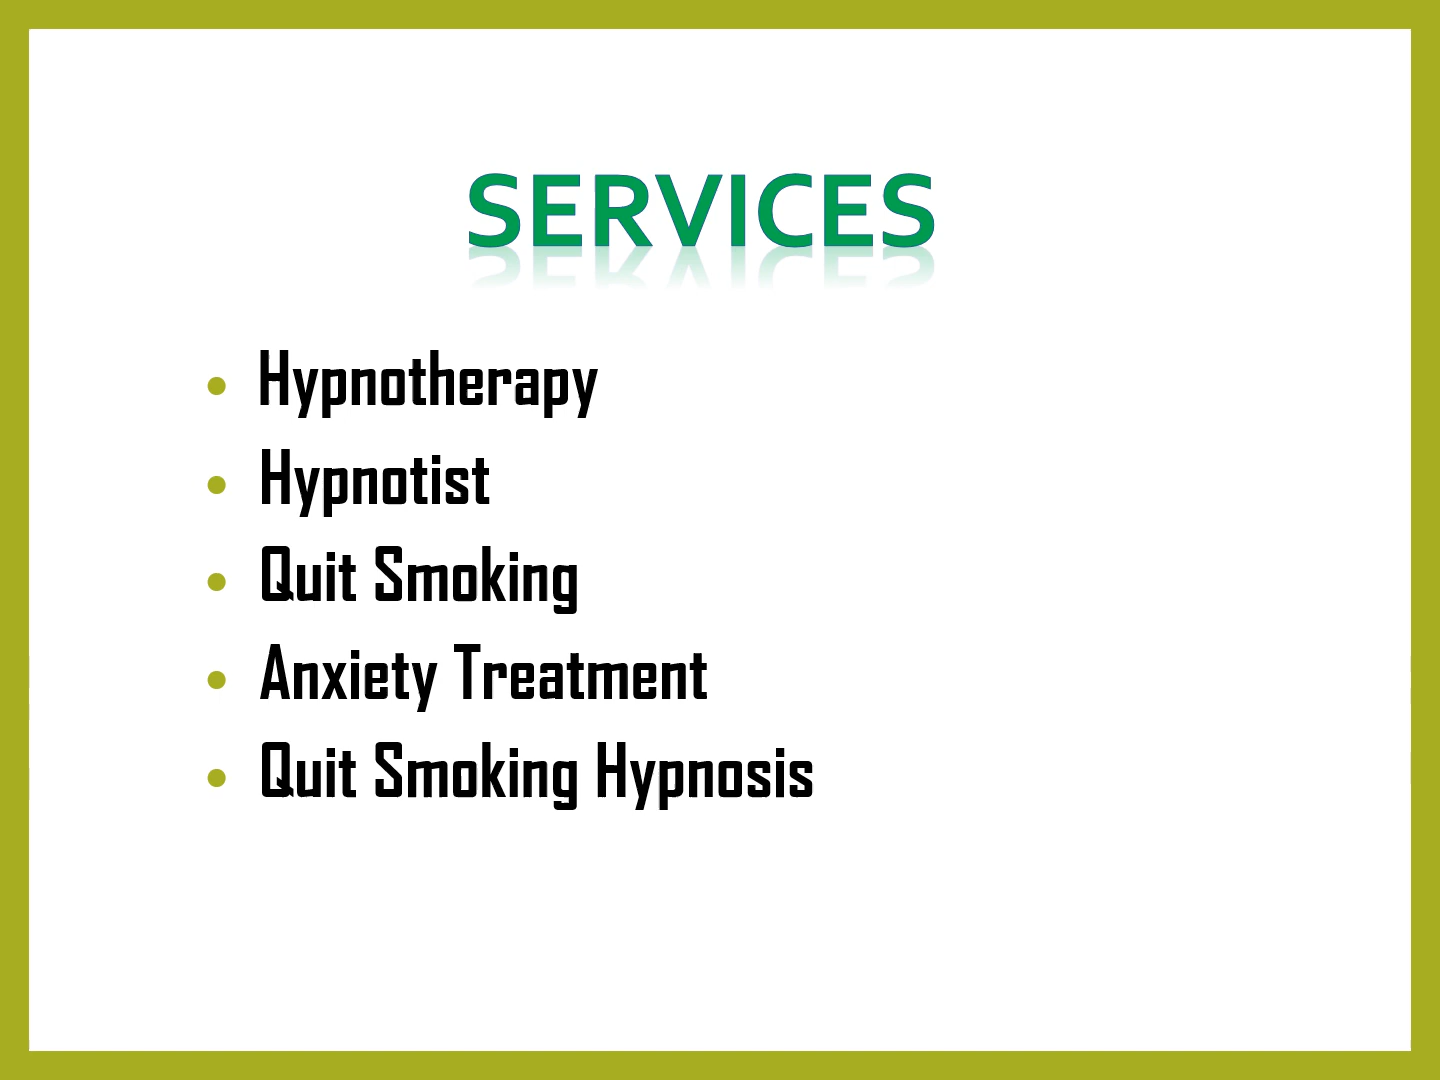 SERVICES
• Hypnotherapy
• Hypnotist
• Quit Smoking
• Anxiety Treatment
• Quit Smoking Hypnosis